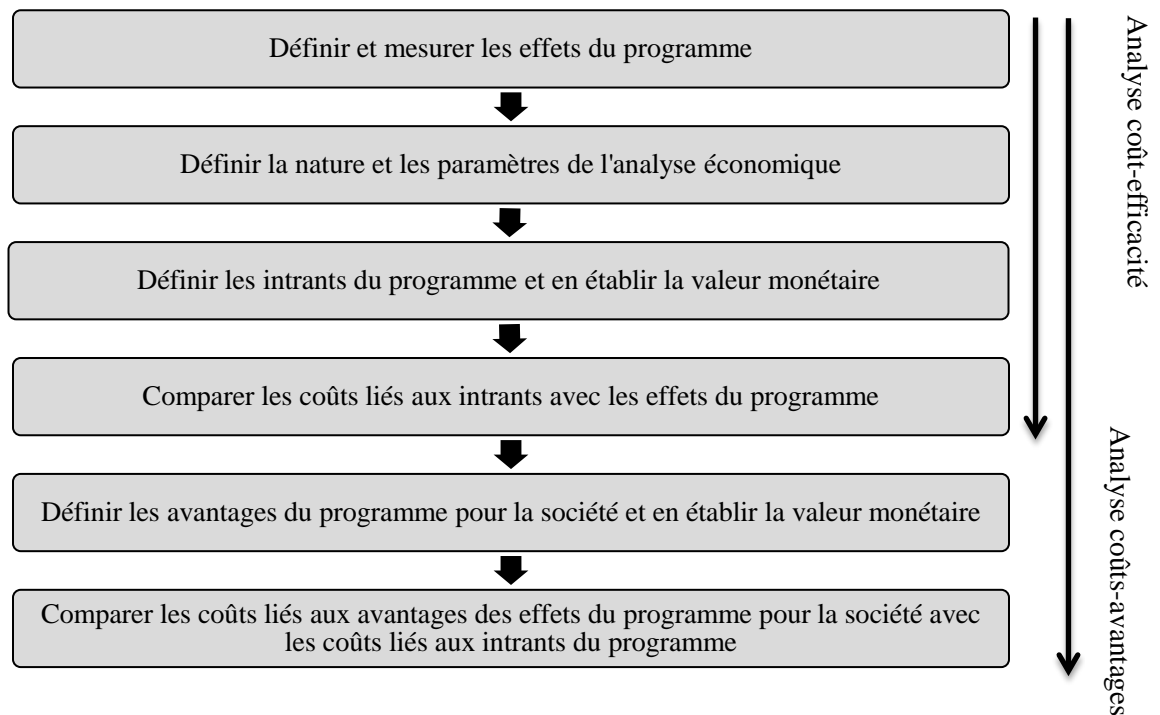 Définir et mesurer les effets du programme
Définir la nature et les paramètres de l'analyse économique
Définir les intrants du programme et en établir la valeur monétaire
Comparer les coûts liés aux intrants avec les effets du programme
Définir les avantages du programme pour la société et en établir la valeur monétaire
Comparer les coûts liés aux avantages des effets du programme pour la société avec
les coûts liés aux intrants du programme
Analyse coût-efficacité
Analyse coûts-avantages